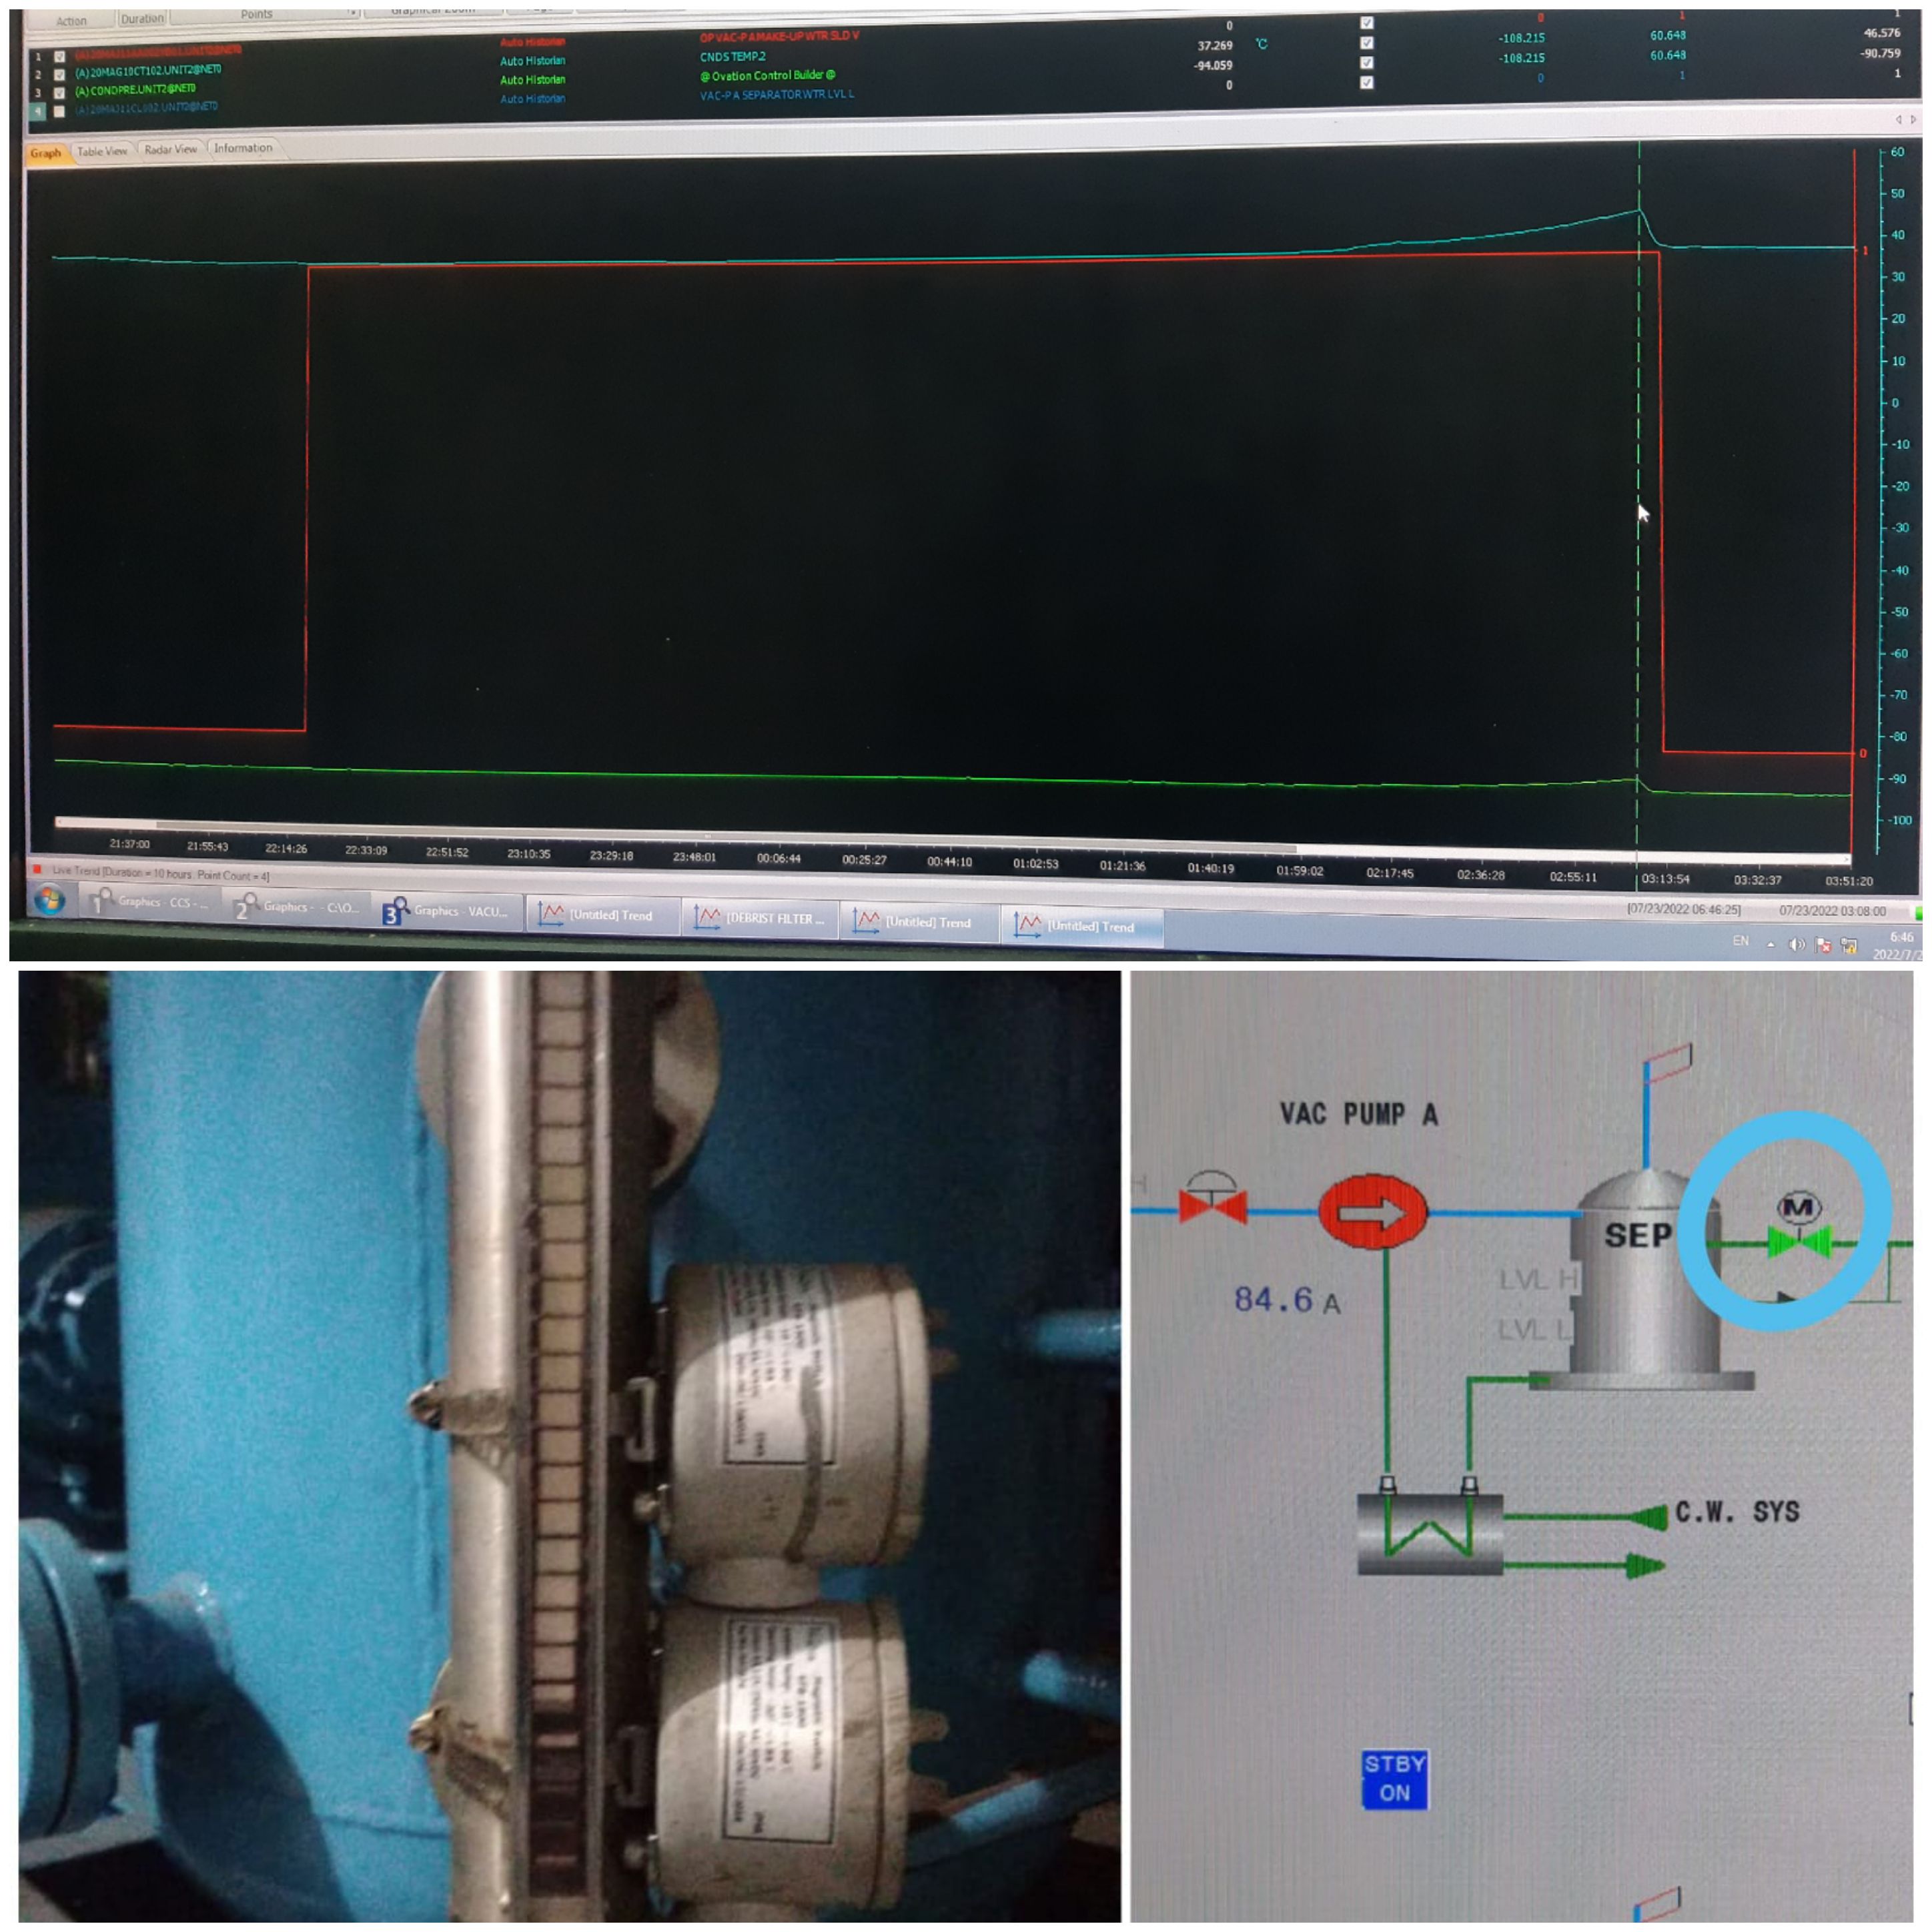 Action Duration Points
1 OP VAC-P A MAKE-UP WTR SLD V Auto Historian 0 0 1 1
2 (A)20MAG10CT102.UNIT2@NET0 Auto Historian CNDS TEMP.2 37.269 °C -108.215 60.648 46.576
3 (A)CONDPRE.UNIT2@NET0 Auto Historian @ Ovation Control Builder @ -94.059 -108.215 60.648 -90.759
4 (A)20MAJ11CL102.UNIT2@NET0 Auto Historian VAC-P A SEPARATOR WTR LVL L 0 0 1 1
Graph Table View Radar View Information
60
50
40
1
30
20
10
0
-10
-20
-30
-40
-50
-60
-70
-80
0
-90
-100
21:37:00 21:55:43 22:14:26 22:33:09 22:51:52 23:10:35 23:29:18 23:48:01 00:06:44 00:25:27 00:44:10 01:02:53 01:21:36 01:40:19 01:59:02 02:17:45 02:36:28 02:55:11 03:13:54 03:32:37 03:51:20
Live Trend [Duration = 10 hours. Point Count = 4]
[07/23/2022 06:46:25] 07/23/2022 03:08:00
1 Graphics - CCS - ... 2 Graphics - - C:\O... 3 Graphics - VACU... [Untitled] Trend [DEBRIST FILTER ... [Untitled] Trend [Untitled] Trend
EN 6:46
2022/7/2
VAC PUMP A
M
SEP
LVL H
84.6 A
LVL L
C.W. SYS
STBY
ON